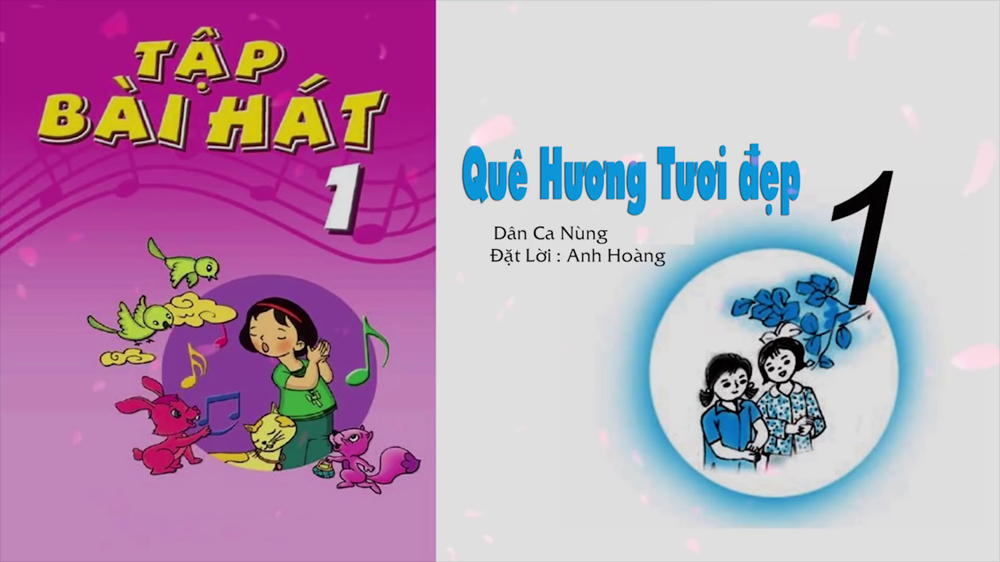 TẬP
BÀI HÁT
1
Quê Hương Tươi đẹp
1
Dân Ca Nùng
Đặt Lời : Anh Hoàng